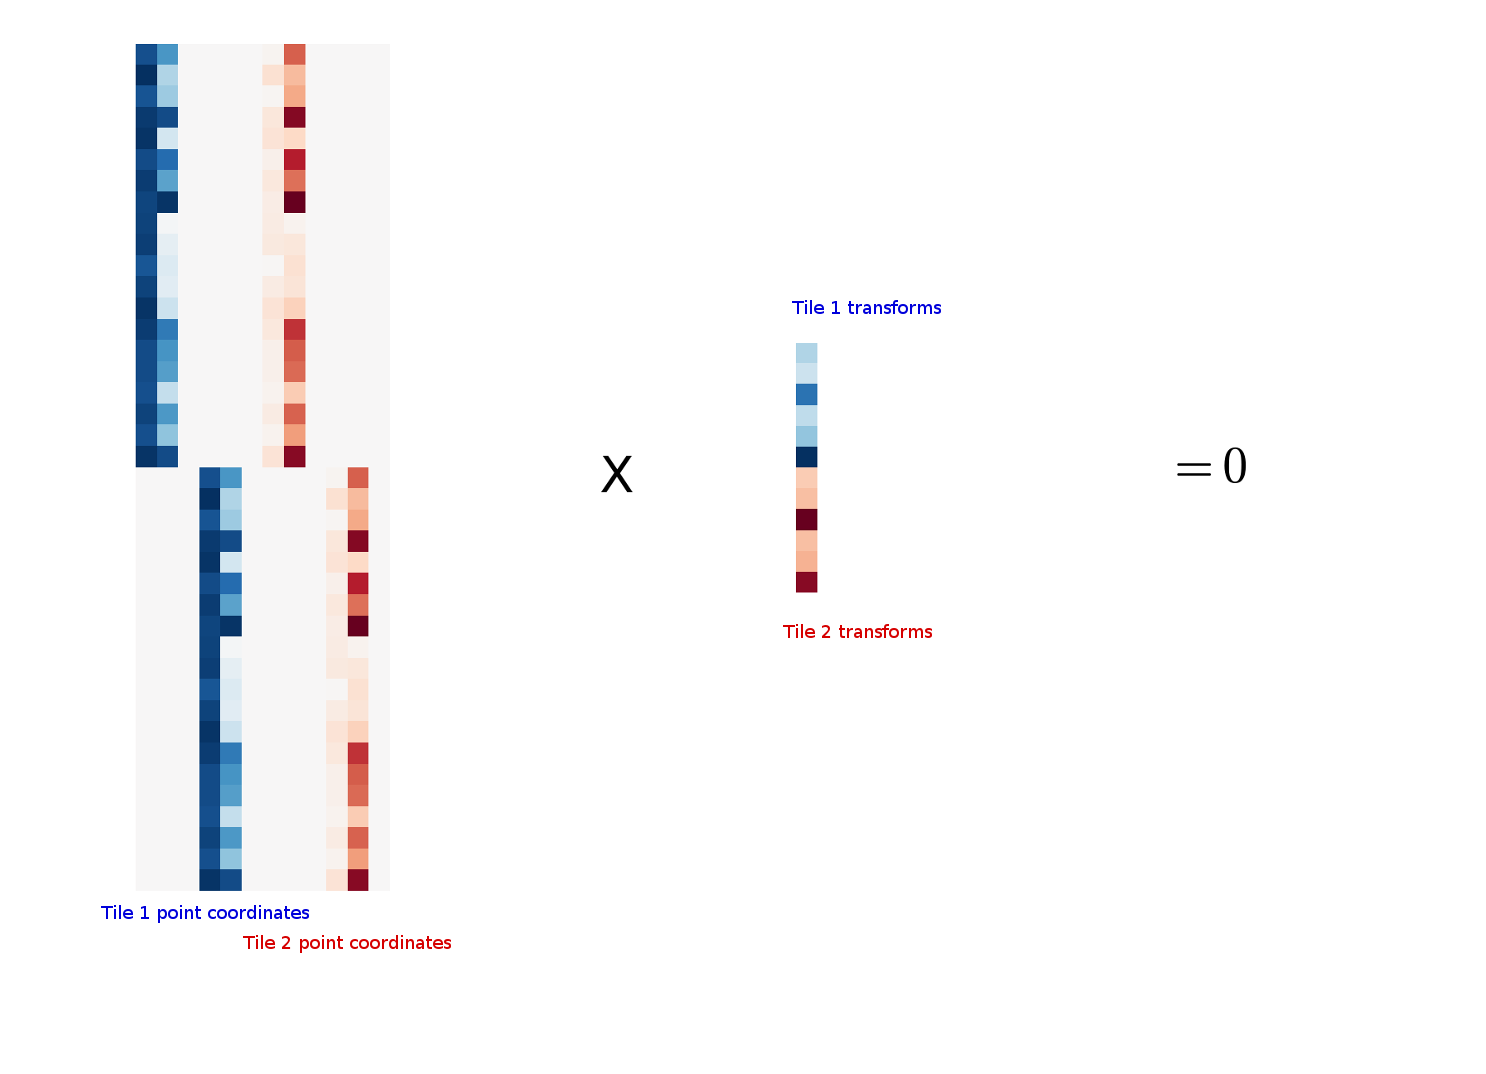 Tile 1 transforms
X
= 0
Tile 2 transforms
Tile 1 point coordinates
Tile 2 point coordinates